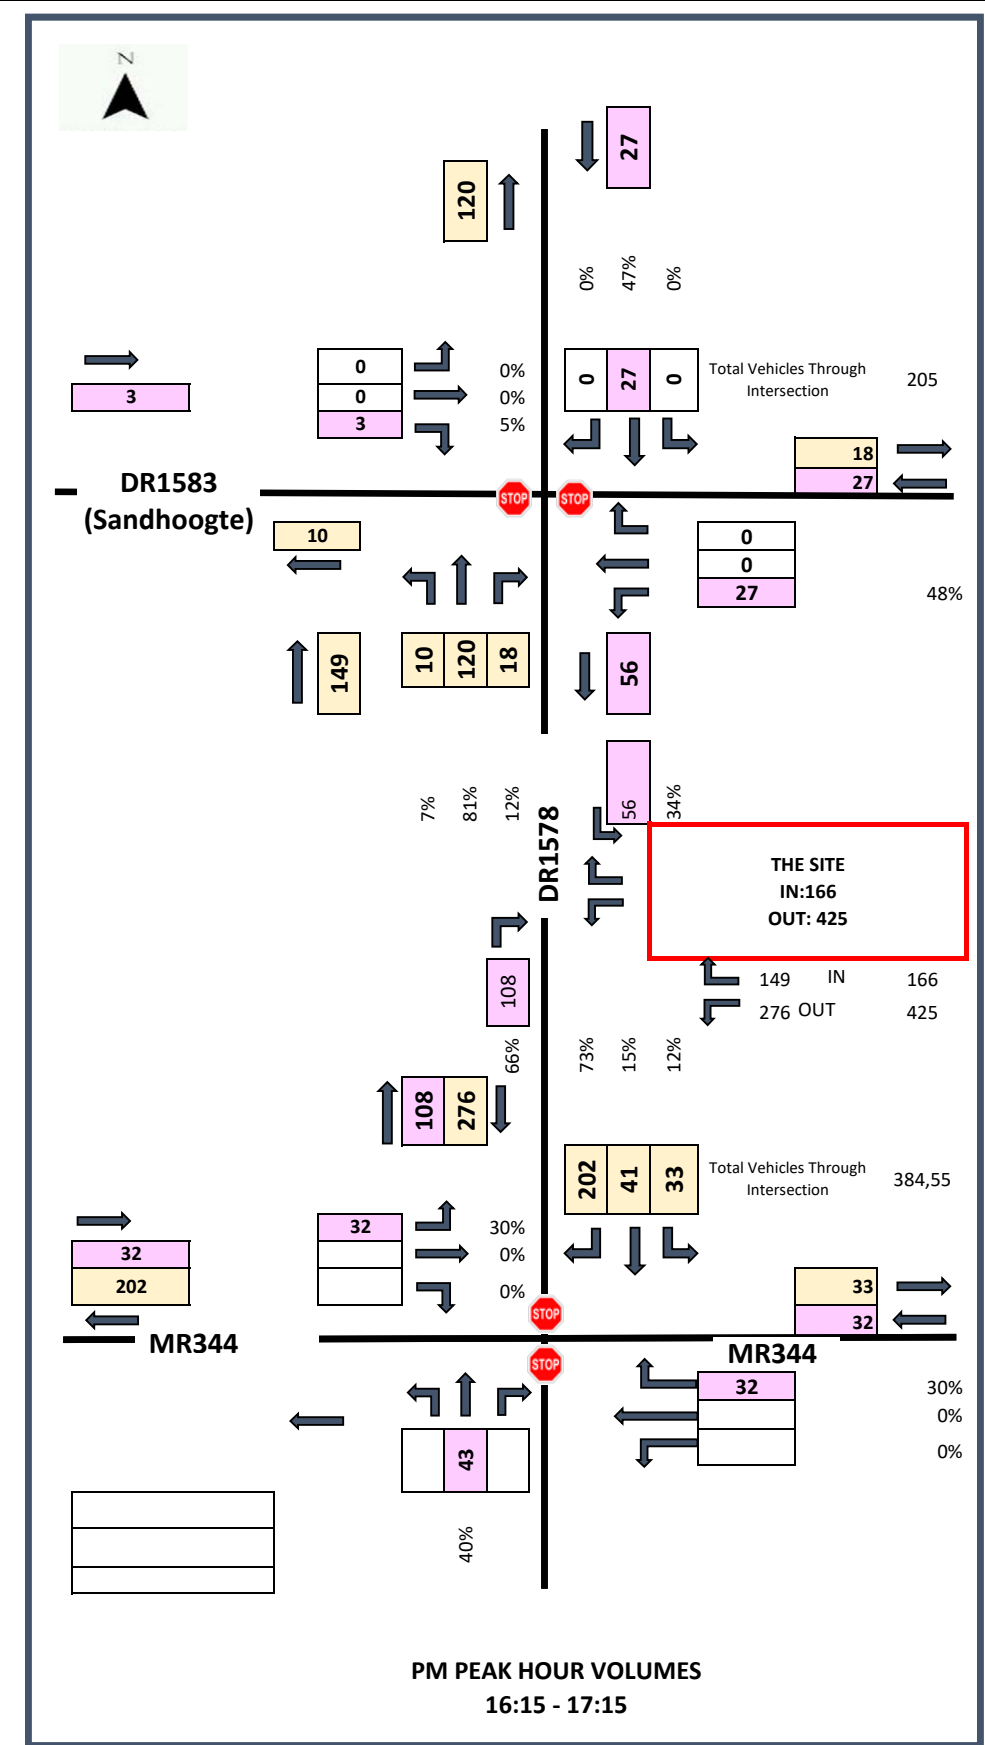 N
27
120
0%
47%
0%
0
0%
0
0%
3
5%
3
0
27
0
Total Vehicles Through
Intersection
205
18
27
DR1583
(Sandhoogte)
STOP
STOP
10
0
0
27
48%
149
10
120
18
56
7%
81%
12%
DR1578
56
34%
THE SITE
IN:166
OUT: 425
108
149
IN
166
276
OUT
425
66%
73%
15%
12%
108
276
202
41
33
Total Vehicles Through
Intersection
384,55
32
202
32
30%
0%
0%
33
32
STOP
MR344
MR344
STOP
32
30%
0%
0%
43
40%
PM PEAK HOUR VOLUMES
16:15 - 17:15